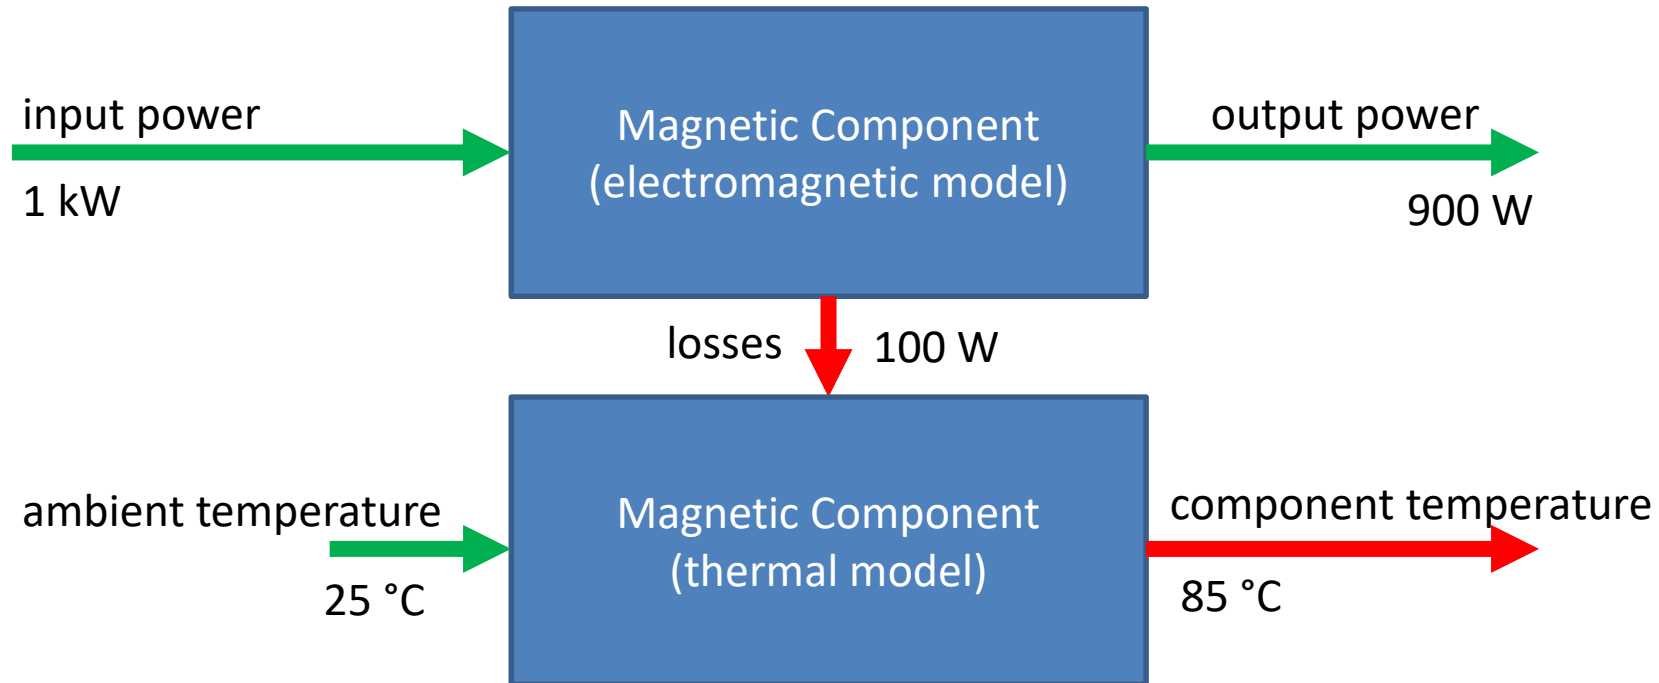 input power
1 kW
Magnetic Component
(electromagnetic model)
output power
900 W
losses
100 W
ambient temperature
25 °C
Magnetic Component
(thermal model)
component temperature
85 °C